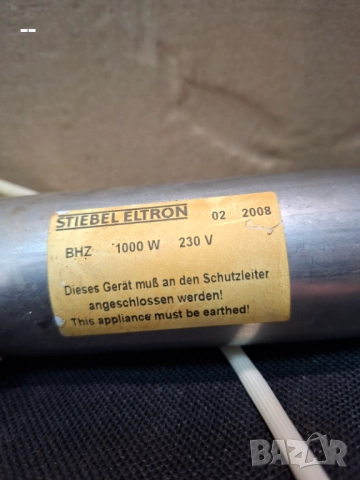 --
STIEBEL ELTRON 02 2008
BHZ 1000 W 230 V
Dieses Gerät muß an den Schutzleiter
angeschlossen werden!
This appliance must be earthed!
BAZAR